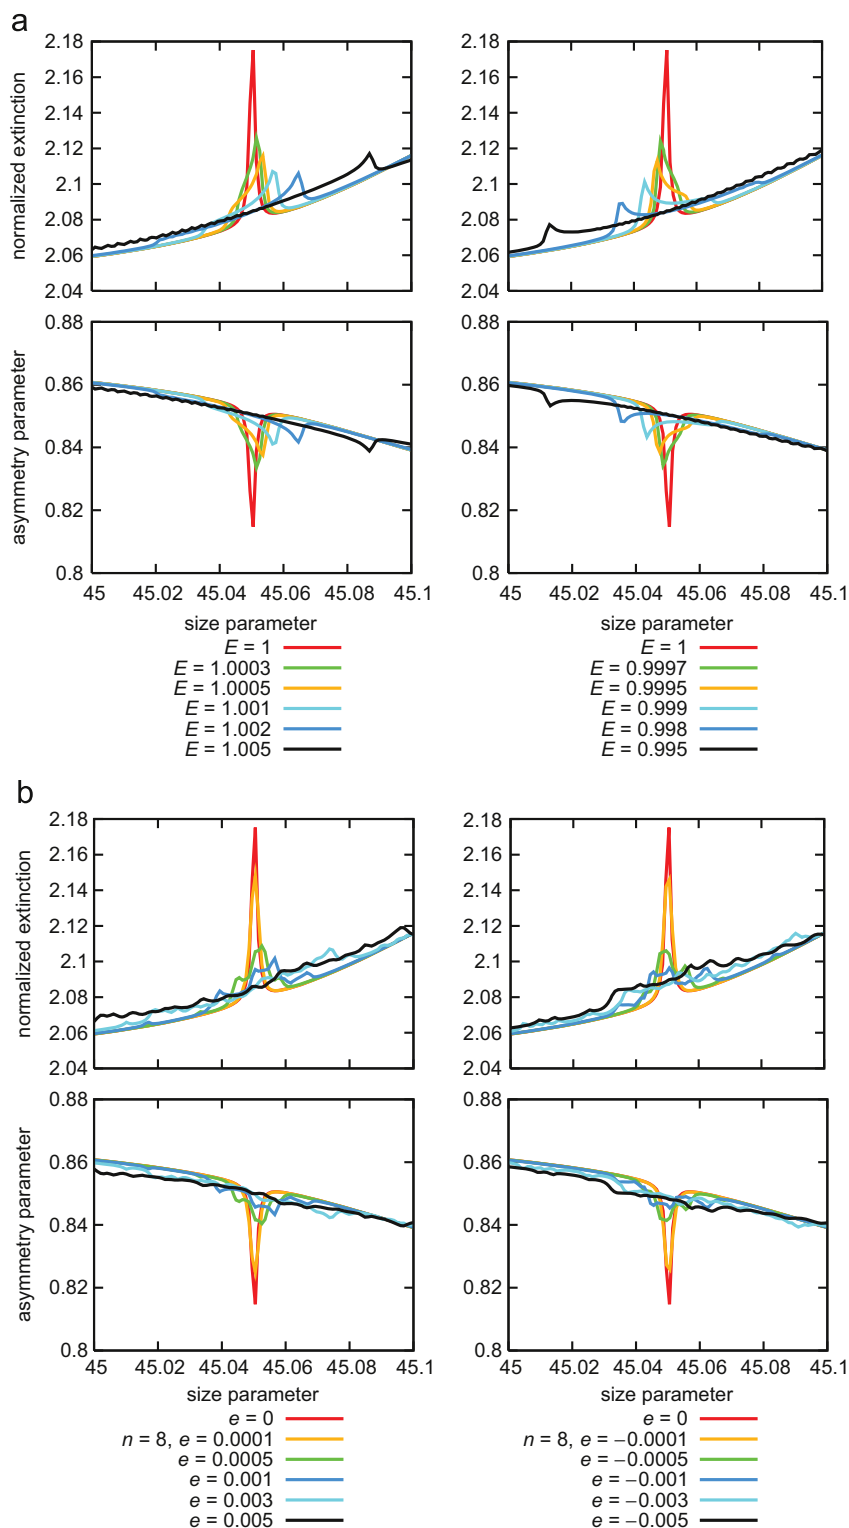 a
2.18
2.16
2.14
2.12
2.1
2.08
2.06
2.04
normalized extinction
0.88
0.86
0.84
0.82
0.8
asymmetry parameter
45 45.02 45.04 45.06 45.08 45.1
45 45.02 45.04 45.06 45.08 45.1
size parameter
size parameter
E = 1
E = 1.0003
E = 1.0005
E = 1.001
E = 1.002
E = 1.005
E = 1
E = 0.9997
E = 0.9995
E = 0.999
E = 0.998
E = 0.995
2.18
2.16
2.14
2.12
2.1
2.08
2.06
2.04
0.88
0.86
0.84
0.82
0.8
b
2.18
2.16
2.14
2.12
2.1
2.08
2.06
2.04
normalized extinction
0.88
0.86
0.84
0.82
0.8
asymmetry parameter
45 45.02 45.04 45.06 45.08 45.1
45 45.02 45.04 45.06 45.08 45.1
size parameter
size parameter
e = 0
n = 8, e = 0.0001
e = 0.0005
e = 0.001
e = 0.003
e = 0.005
e = 0
n = 8, e = −0.0001
e = −0.0005
e = −0.001
e = −0.003
e = −0.005
2.18
2.16
2.14
2.12
2.1
2.08
2.06
2.04
0.88
0.86
0.84
0.82
0.8